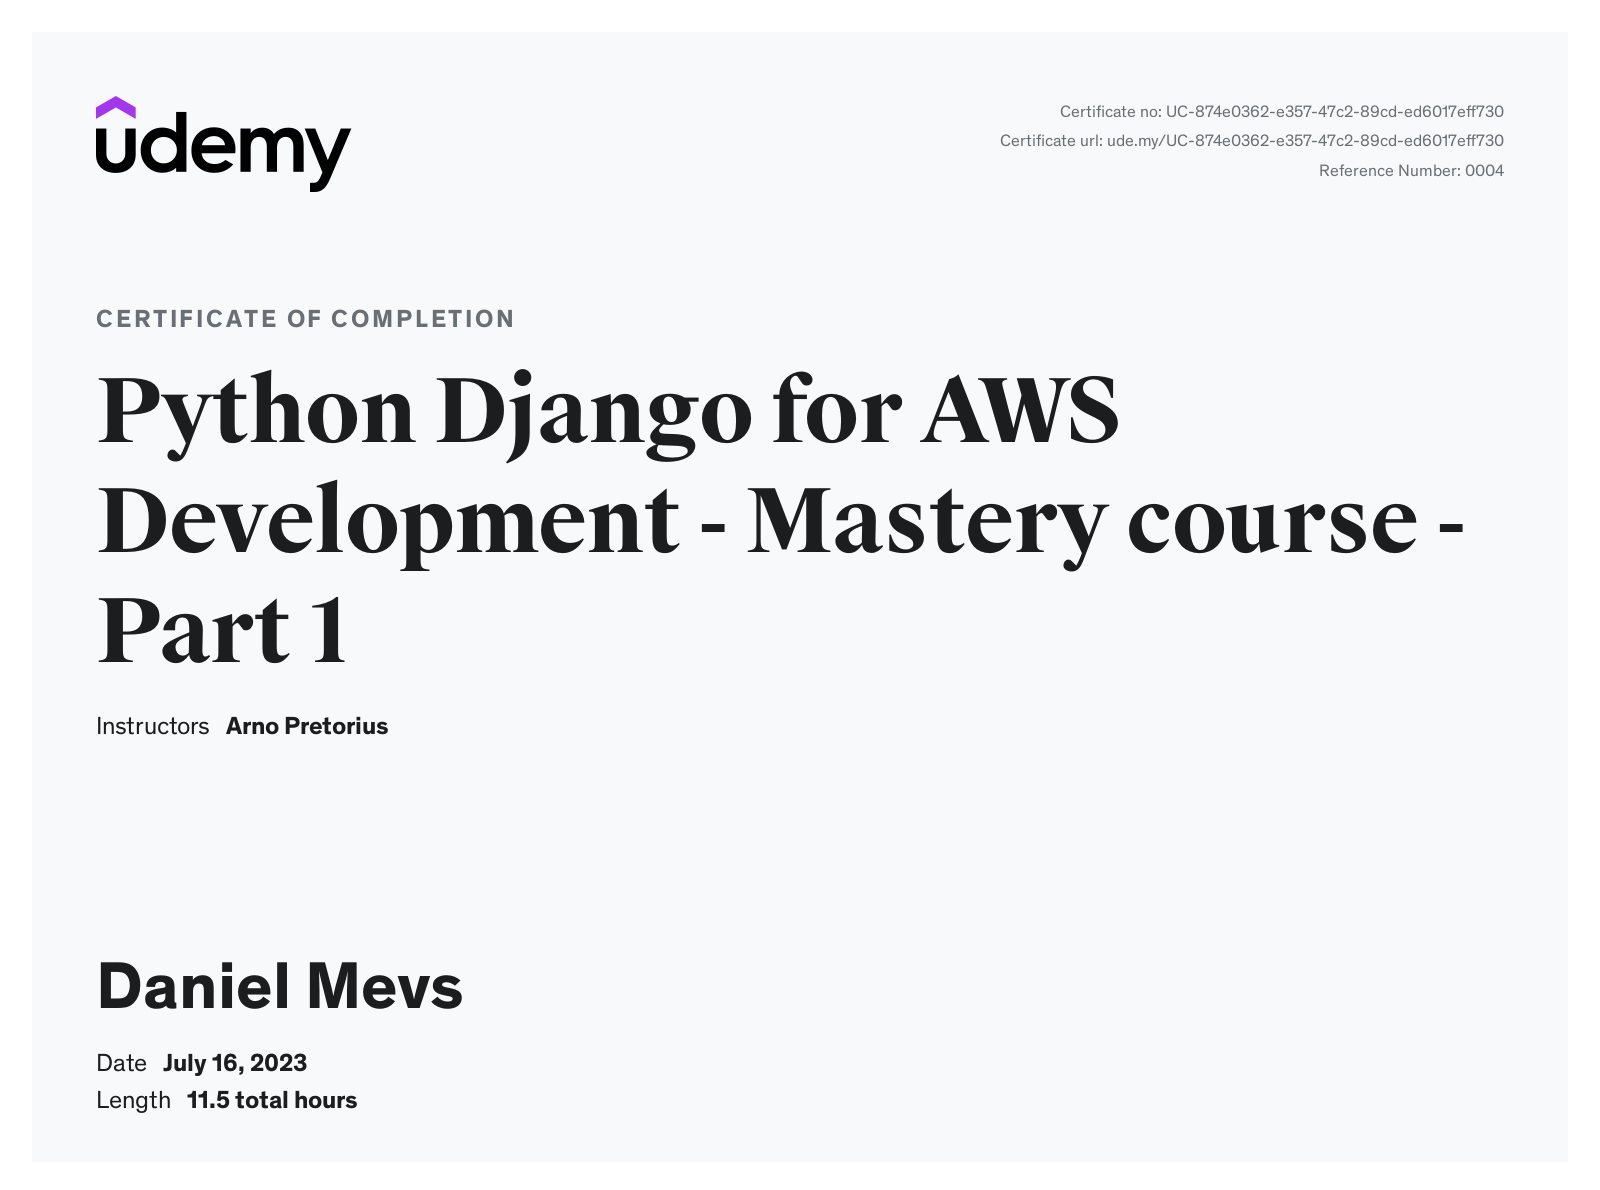 udemy
Certificate no: UC-874e0362-e357-47c2-89cd-ed6017eff730
Certificate url: ude.my/UC-874e0362-e357-47c2-89cd-ed6017eff730
Reference Number: 0004
CERTIFICATE OF COMPLETION
Python Django for AWS
Development - Mastery course -
Part 1
Instructors Arno Pretorius
Daniel Mevs
Date July 16, 2023
Length 11.5 total hours